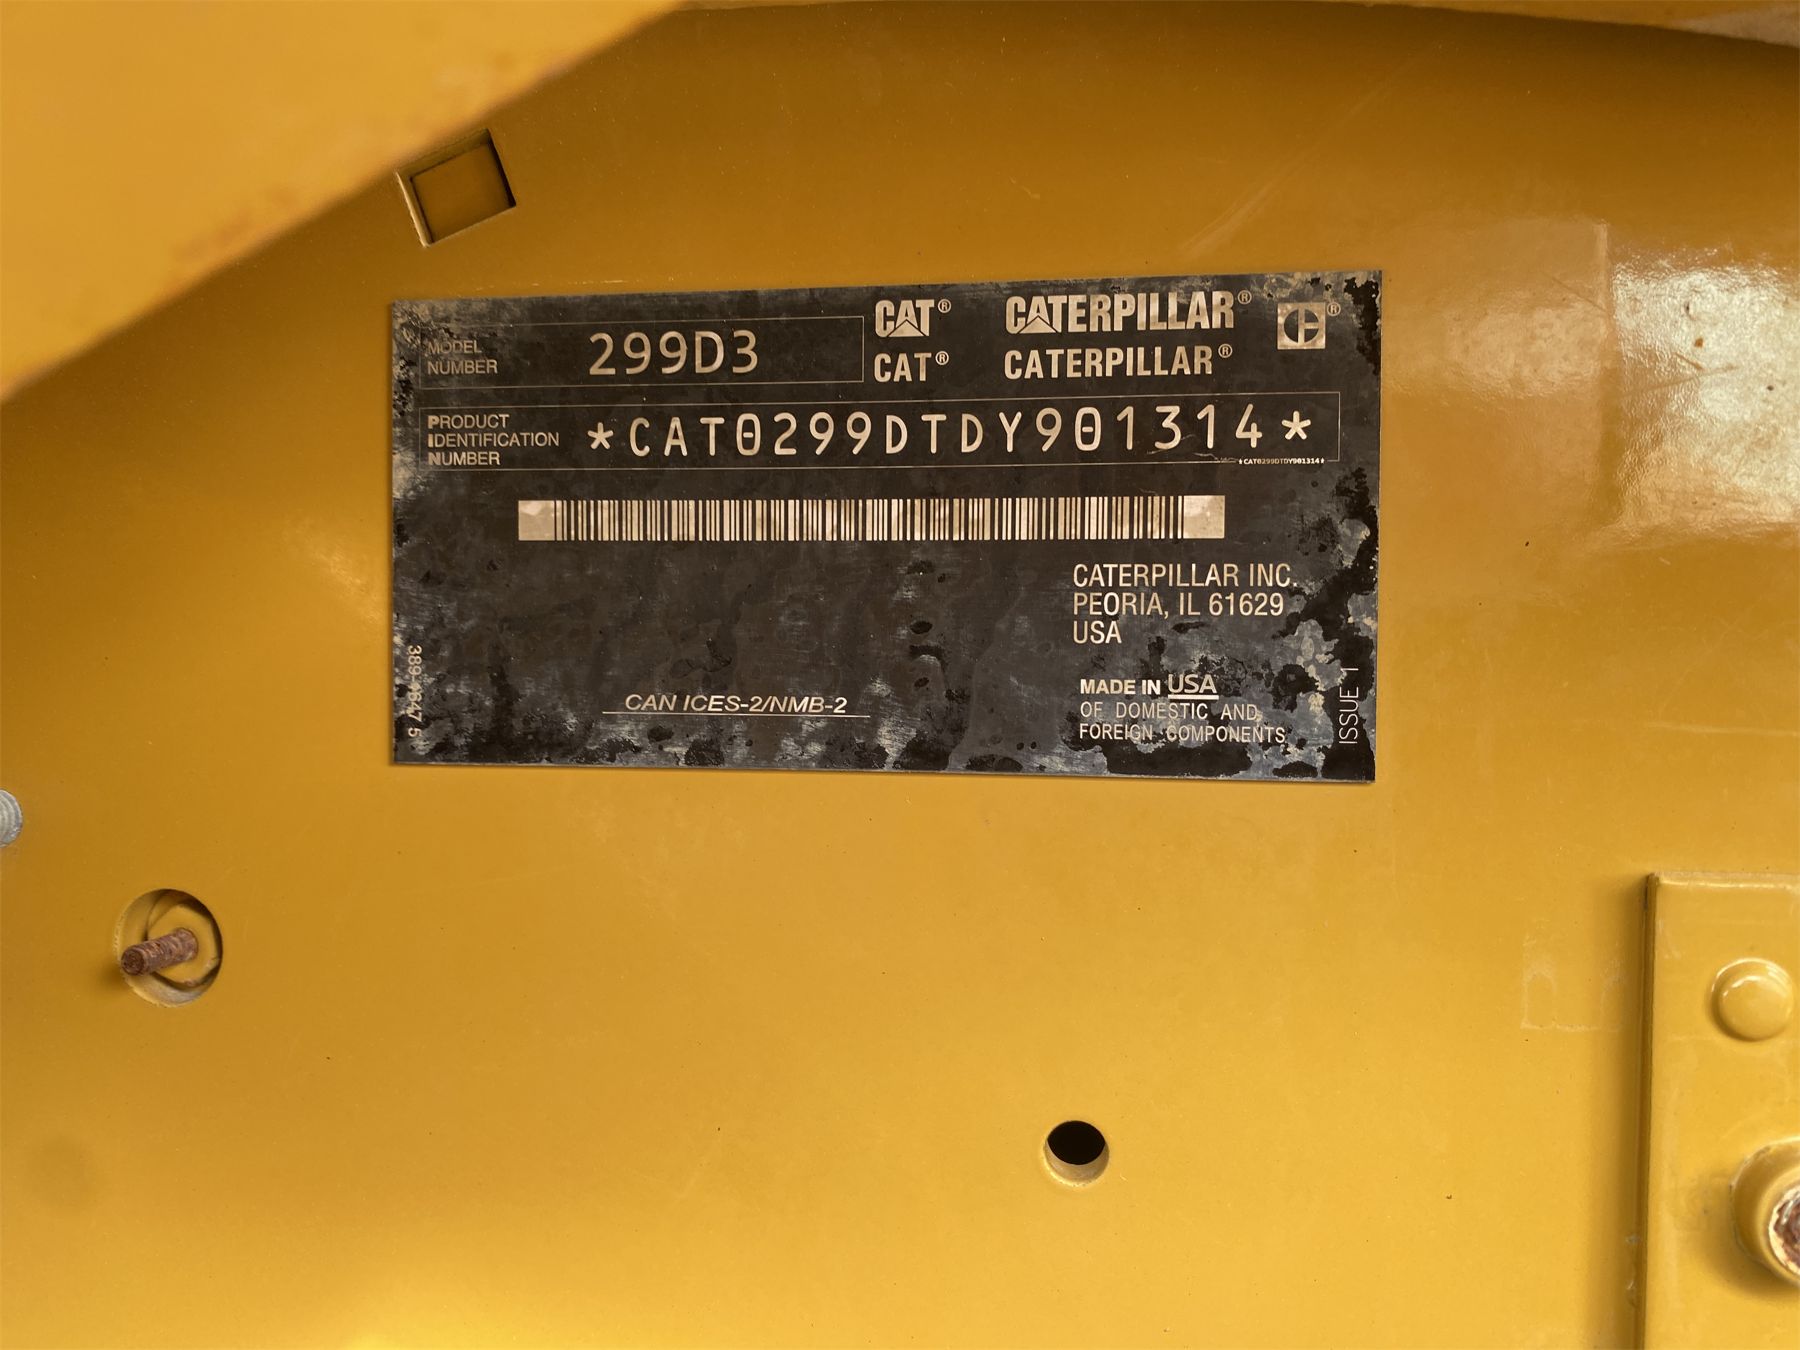 MODEL
NUMBER
299D3
CAT® CATERPILLAR® ®
CAT® CATERPILLAR®
PRODUCT
IDENTIFICATION
NUMBER
*CAT0299DTDY901314*
*CAT0299DTDY901314*
CATERPILLAR INC.
PEORIA, IL 61629
USA
CAN ICES-2/NMB-2
MADE IN USA
OF DOMESTIC AND
FOREIGN COMPONENTS
ISSUE 1